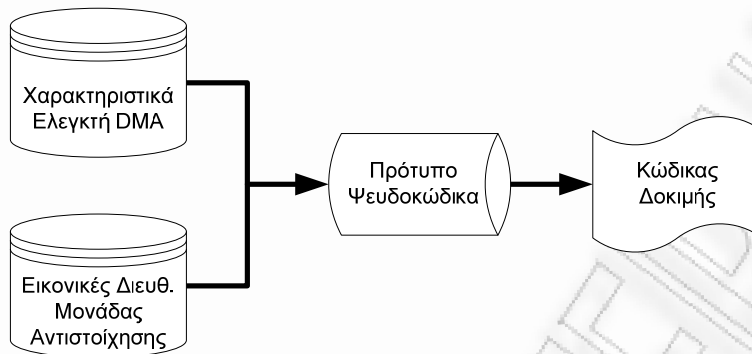 Χαρακτηριστικά
Ελεγκτή DMA
Εικονικές Διευθ.
Μονάδας
Αντιστοίχησης
Πρότυπο
Ψευδοκώδικα
Κώδικας
Δοκιμής